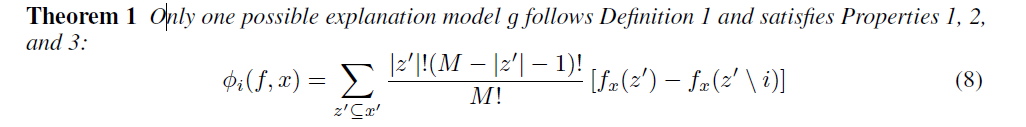 Theorem 1 Only one possible explanation model g follows Definition 1 and satisfies Properties 1, 2,
and 3:
ϕᵢ(f, x) = ∑_{z′⊆x′} |z′|!(M − |z′| − 1)! / M! [fₓ(z′) − fₓ(z′ \ i)] (8)